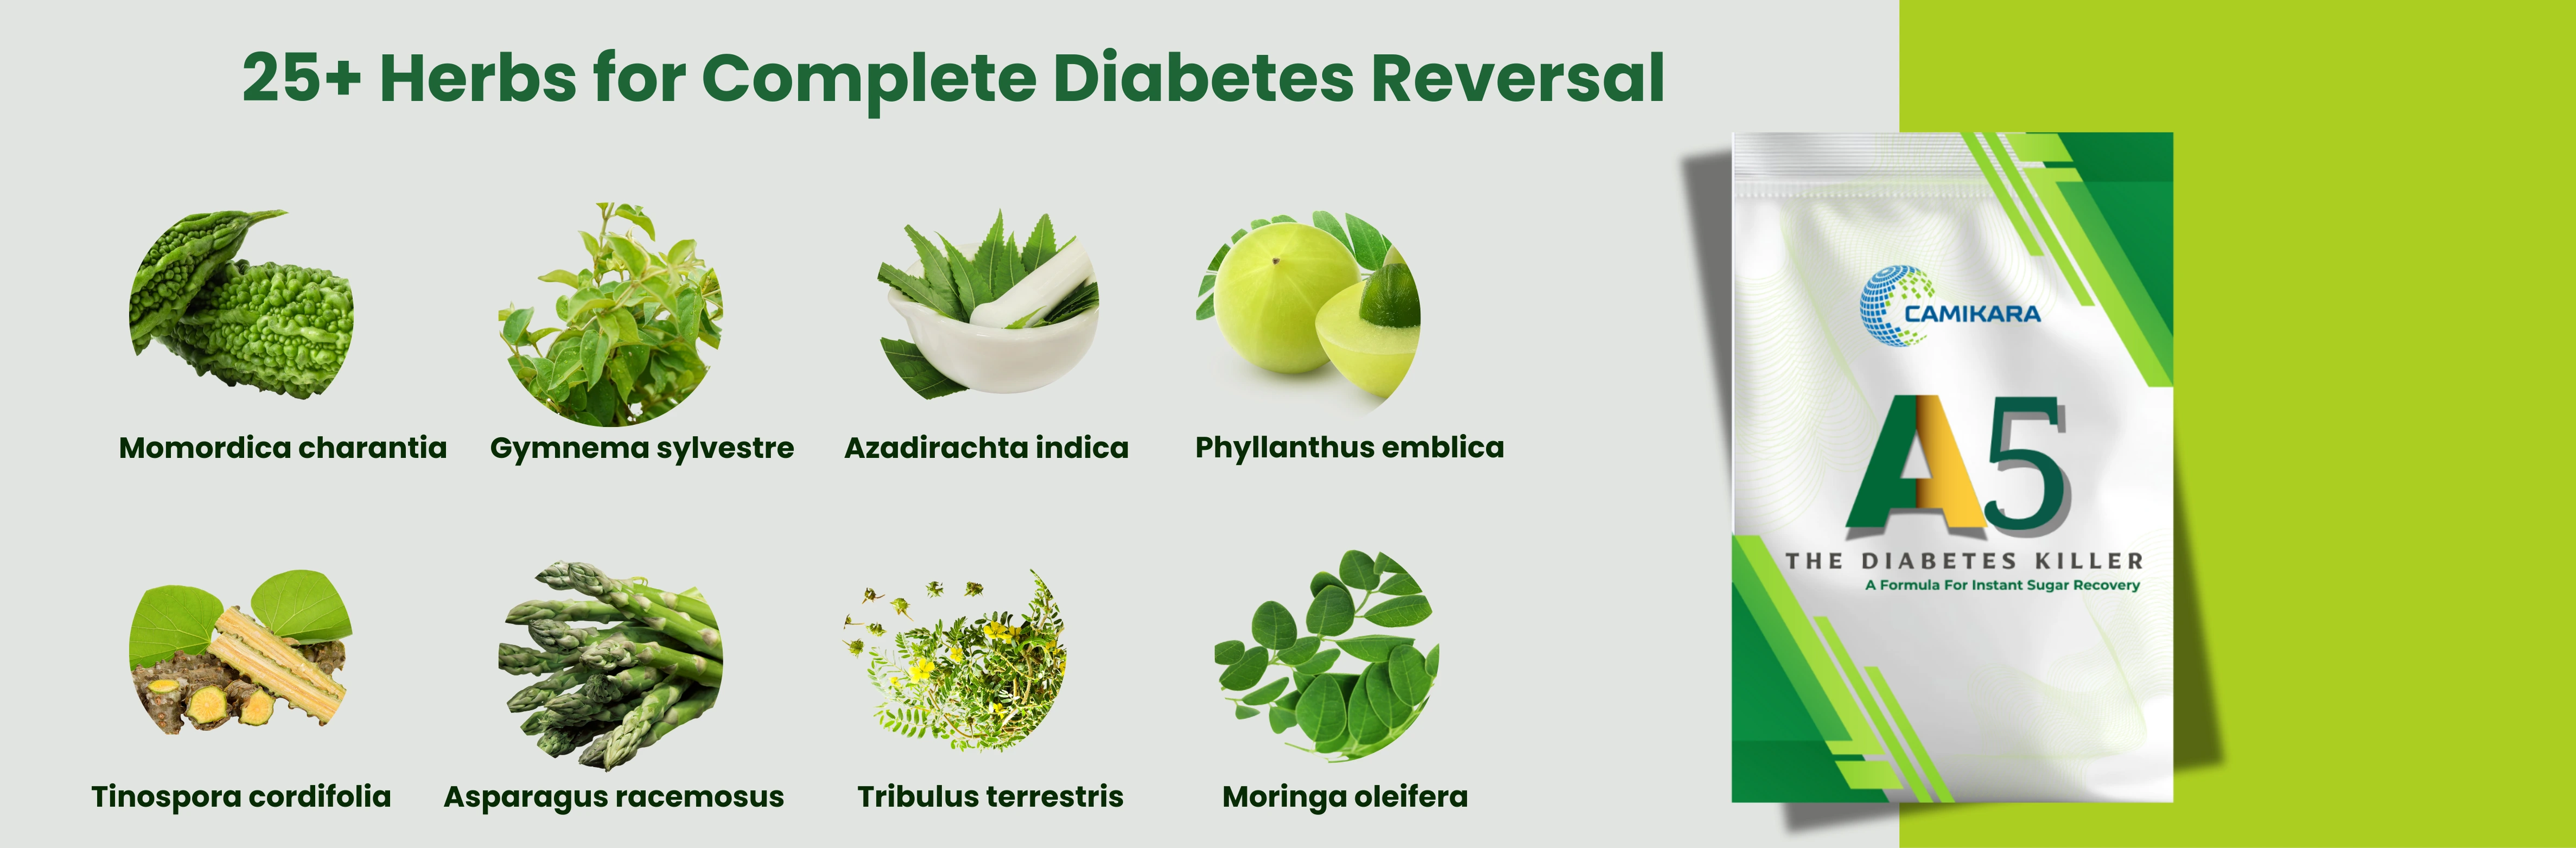 25+ Herbs for Complete Diabetes Reversal
Momordica charantia
Gymnema sylvestre
Azadirachta indica
Phyllanthus emblica
Tinospora cordifolia
Asparagus racemosus
Tribulus terrestris
Moringa oleifera
CAMIKARA
A5
THE DIABETES KILLER
A Formula For Instant Sugar Recovery